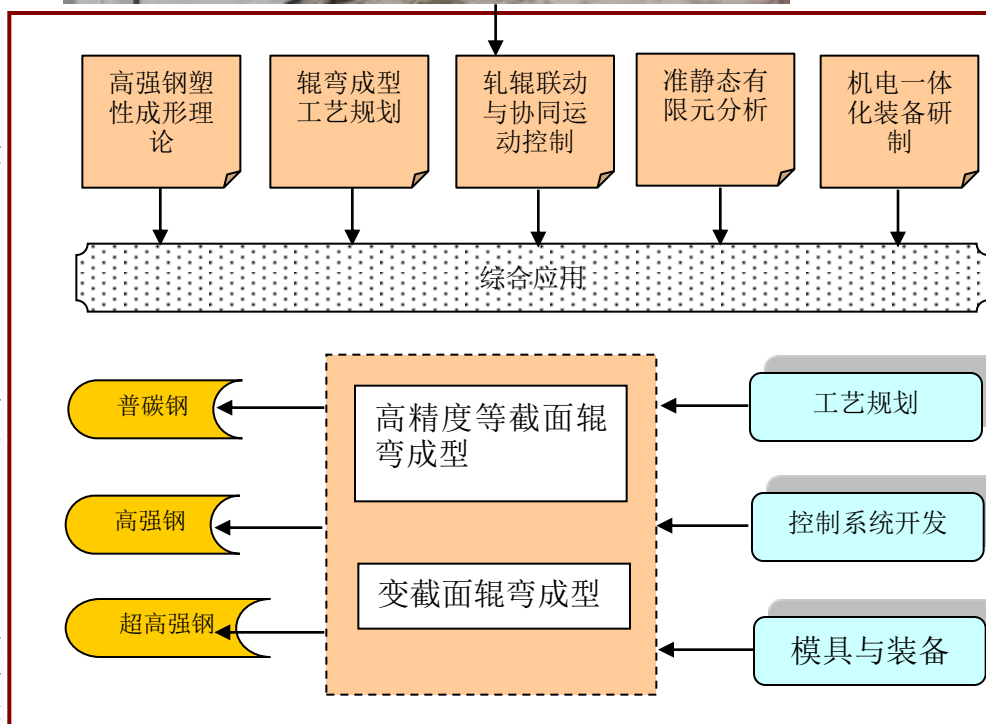 高强钢塑
性成形理
论
辊弯成型
工艺规划
轧辊联动
与协同运
动控制
准静态有
限元分析
机电一体
化装备研
制
综合应用
普碳钢
高强钢
超高强钢
高精度等截面辊
弯成型
变截面辊弯成型
工艺规划
控制系统开发
模具与装备